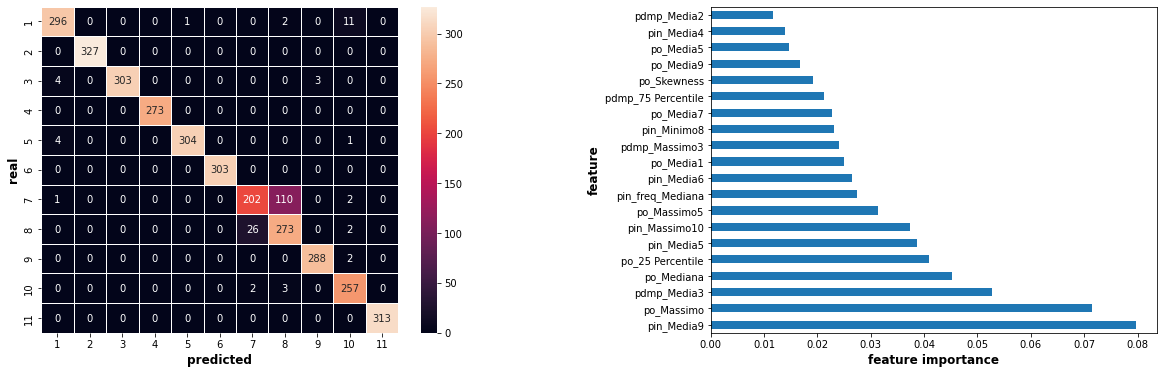 real
1 296 0 0 0 1 0 0 2 0 11 0
2 0 327 0 0 0 0 0 0 0 0 0
3 4 0 303 0 0 0 0 0 3 0 0
4 0 0 0 273 0 0 0 0 0 0 0
5 4 0 0 0 304 0 0 0 0 1 0
6 0 0 0 0 0 303 0 0 0 0 0
7 1 0 0 0 0 0 202 110 0 2 0
8 0 0 0 0 0 0 26 273 0 2 0
9 0 0 0 0 0 0 0 0 288 2 0
10 0 0 0 0 0 0 2 3 0 257 0
11 0 0 0 0 0 0 0 0 0 0 313
1 2 3 4 5 6 7 8 9 10 11
predicted
300
250
200
150
100
50
0
feature
pdmp_Media2
pin_Media4
po_Media5
po_Media9
po_Skewness
pdmp_75 Percentile
po_Media7
pin_Minimo8
pdmp_Massimo3
po_Media1
pin_Media6
pin_freq_Mediana
po_Massimo5
pin_Massimo10
pin_Media5
po_25 Percentile
po_Mediana
pdmp_Media3
po_Massimo
pin_Media9
0.00 0.01 0.02 0.03 0.04 0.05 0.06 0.07 0.08
feature importance